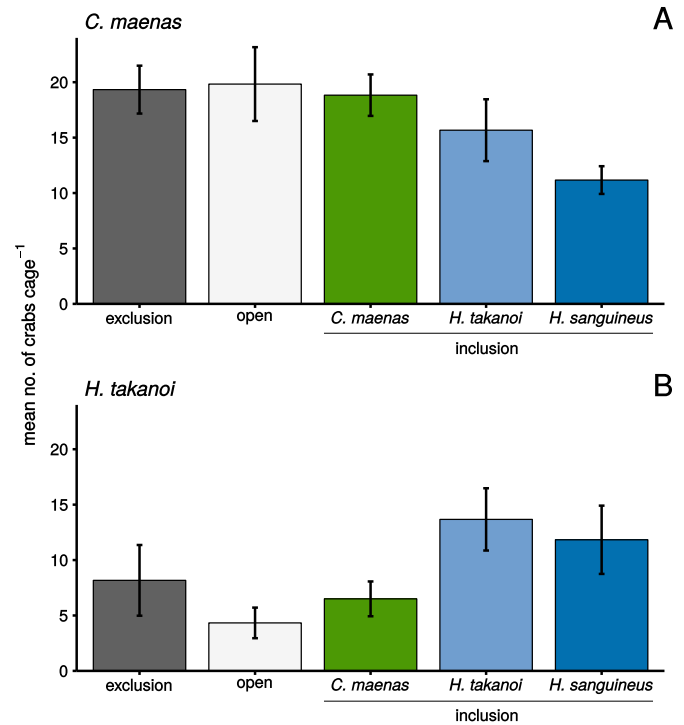 C. maenas
A
20
15
10
5
0
exclusion
open
C. maenas
H. takanoi
H. sanguineus
inclusion
mean no. of crabs cage⁻¹
H. takanoi
B
20
15
10
5
0
exclusion
open
C. maenas
H. takanoi
H. sanguineus
inclusion